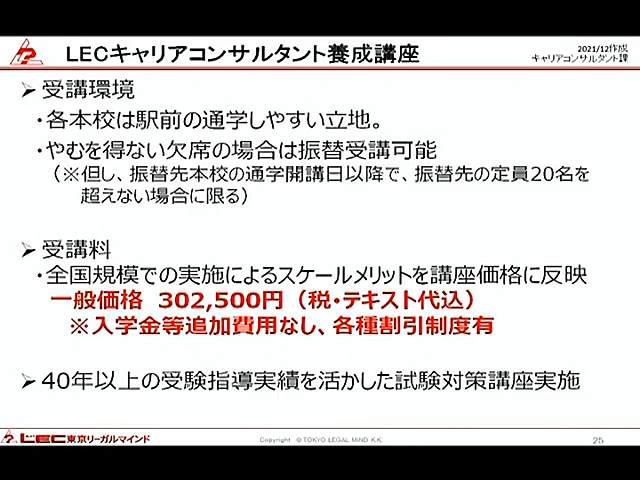 LECキャリアコンサルタント養成講座
2021/12作成
キャリアコンサルタント課
➢ 受講環境
・各本校は駅前の通学しやすい立地。
・やむを得ない欠席の場合は振替受講可能
（※但し、振替先本校の通学開講日以降で、振替先の定員20名を
超えない場合に限る）
➢ 受講料
・全国規模での実施によるスケールメリットを講座価格に反映
一般価格 302,500円（税・テキスト代込）
※入学金等追加費用なし、各種割引制度有
➢ 40年以上の受験指導実績を活かした試験対策講座実施
LEC東京リーガルマインド
Copyright © TOKYO LEGAL MIND K.K.
25